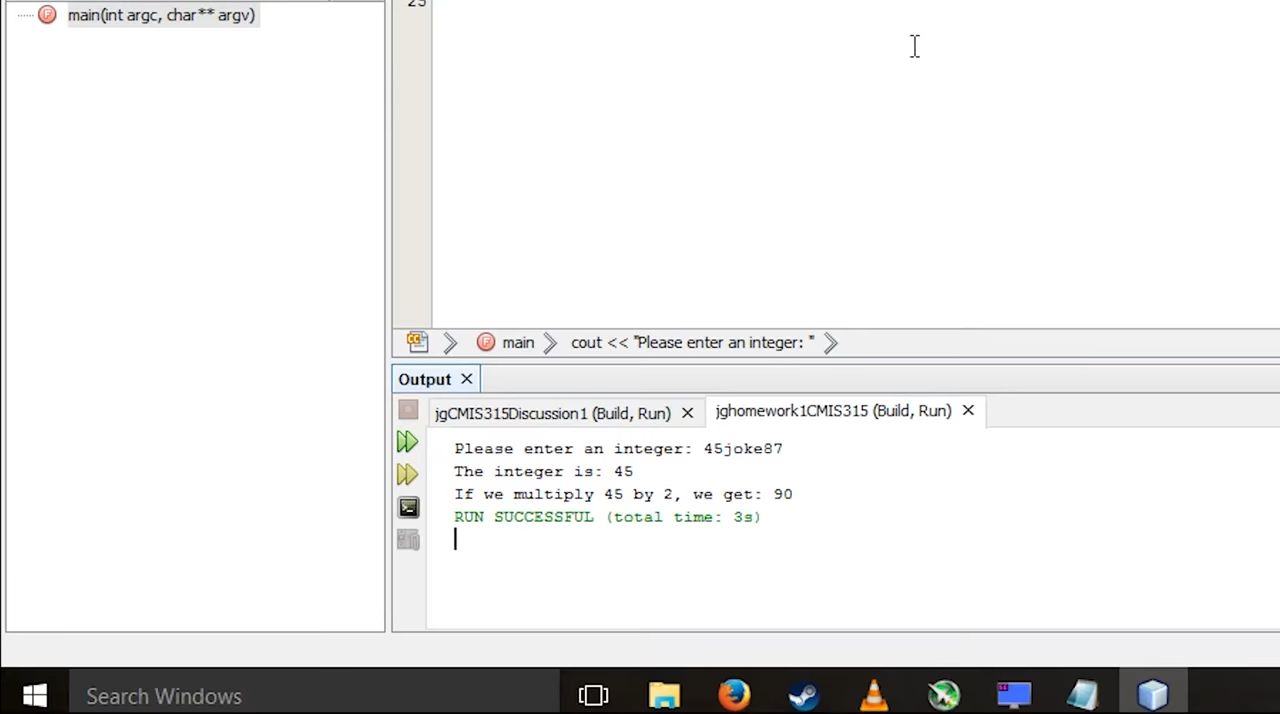 main(int argc, char** argv)
25
main cout << "Please enter an integer: "
Output
jgCMIS315Discussion1 (Build, Run) jghomework1CMIS315 (Build, Run)
Please enter an integer: 45joke87
The integer is: 45
If we multiply 45 by 2, we get: 90
RUN SUCCESSFUL (total time: 3s)
Search Windows